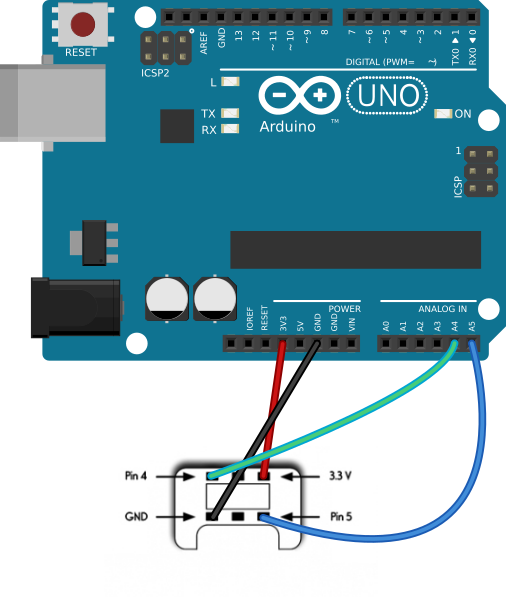 RESET
ICSP2
AREF
GND
13
12
~ 11
~ 10
~ 9
8
7
~ 6
~ 5
4
~ 3
2
TX0 ▶ 1
RX0 ◀ 0
DIGITAL (PWM= ~)
L
TX
RX
Arduino
TM
UNO
ON
1
ICSP
POWER
ANALOG IN
IOREF
RESET
3V3
5V
GND
GND
VIN
A0
A1
A2
A3
A4
A5
Pin 4
3.3 V
GND
Pin 5